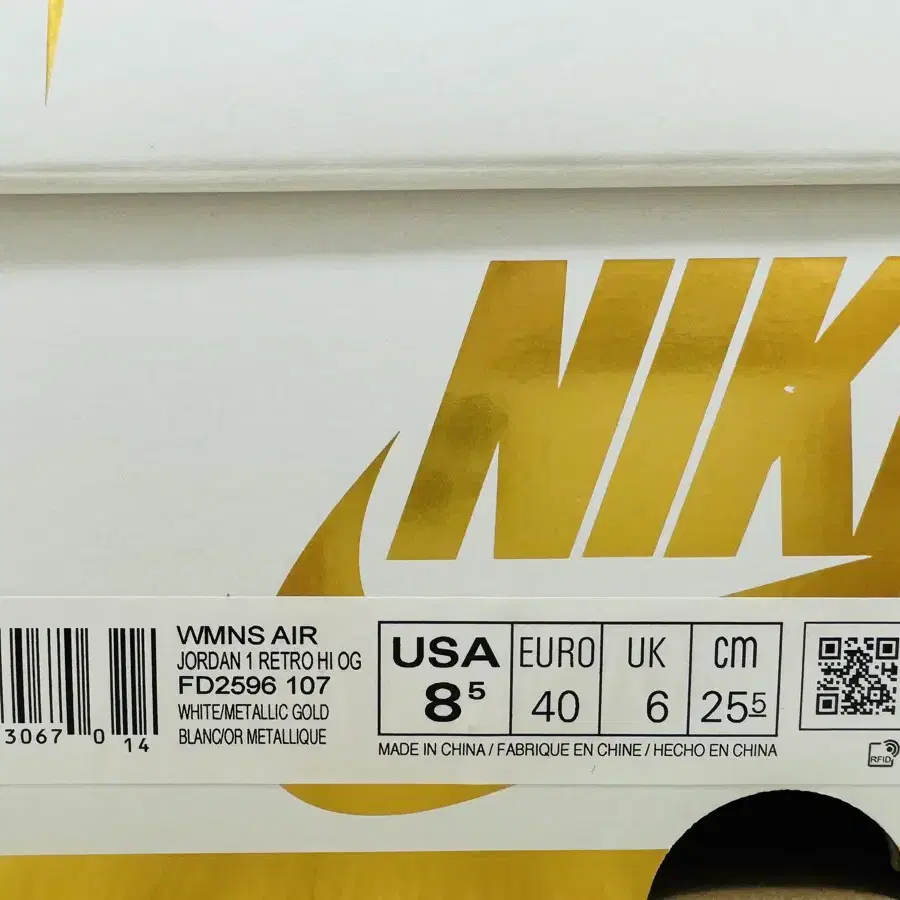 NIK
WMNS AIR
JORDAN 1 RETRO HI OG
FD2596 107
WHITE/METALLIC GOLD
BLANC/OR METALLIQUE
USA EURO UK cm
8⁵ 40 6 25⁵
MADE IN CHINA / FABRIQUE EN CHINE / HECHO EN CHINA
3067 0 14
RFID